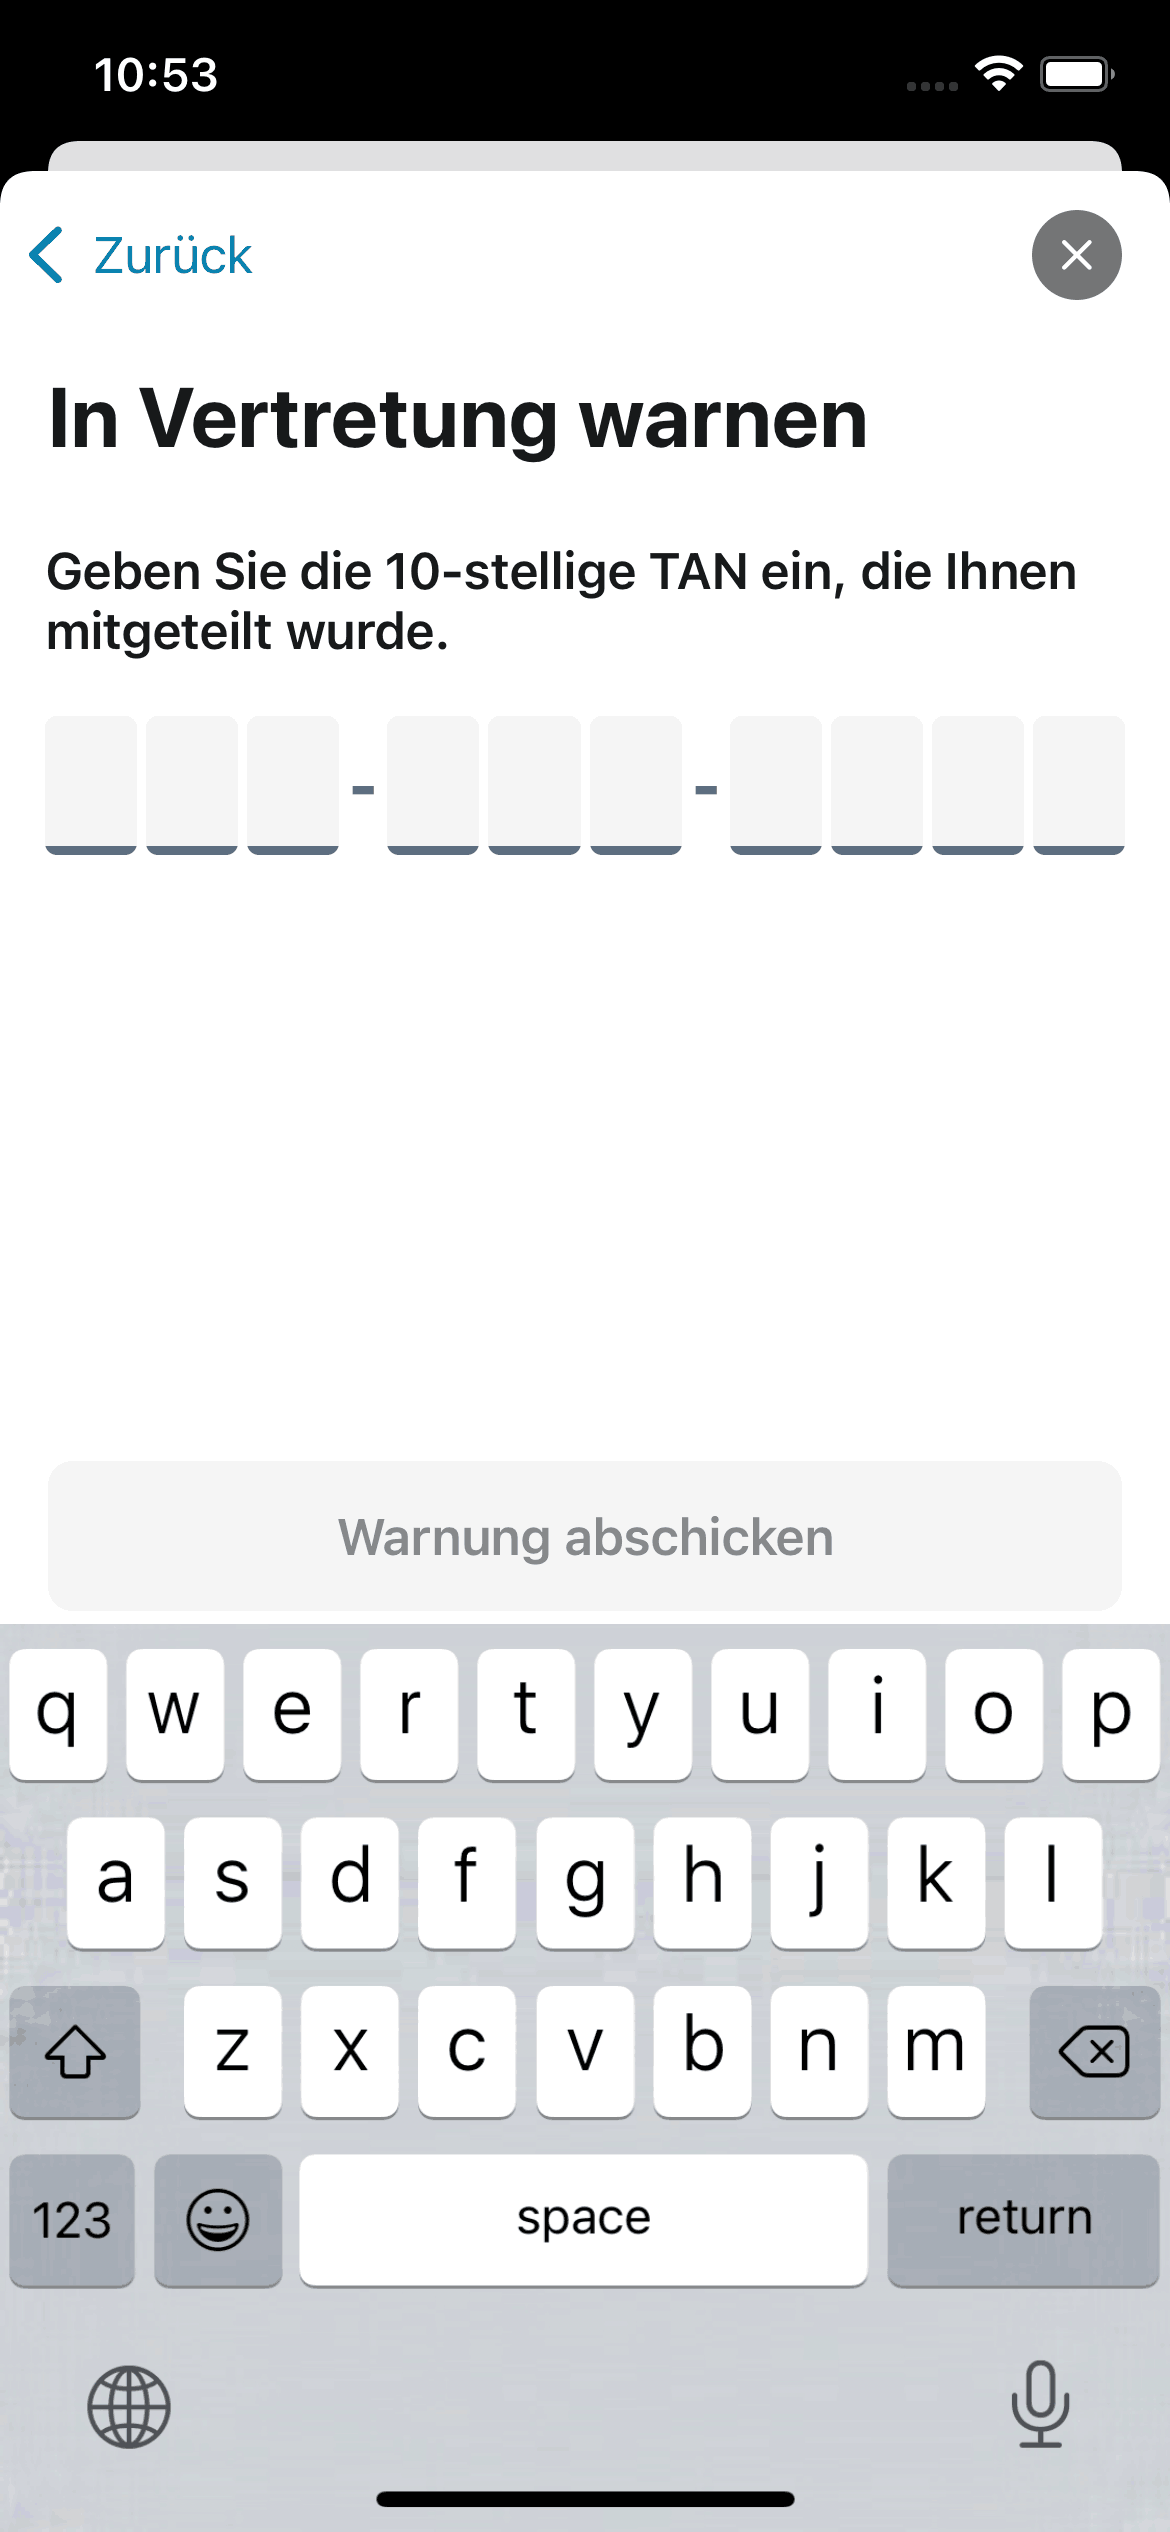 10:53
Zurück
In Vertretung warnen
Geben Sie die 10-stellige TAN ein, die Ihnen
mitgeteilt wurde.
- -
Warnung abschicken
q w e r t y u i o p
a s d f g h j k l
z x c v b n m
123 space return